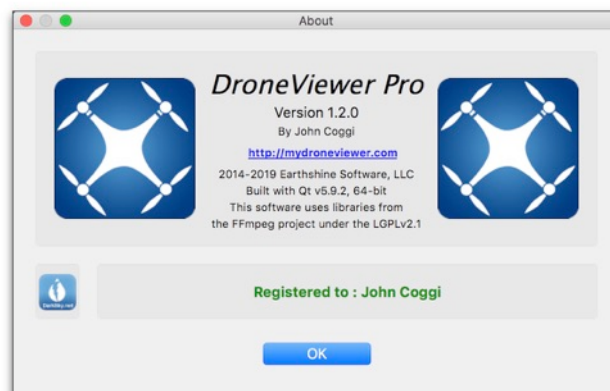 About
DroneViewer Pro
Version 1.2.0
By John Coggi
http://mydroneviewer.com
2014-2019 Earthshine Software, LLC
Built with Qt v5.9.2, 64-bit
This software uses libraries from
the FFmpeg project under the LGPLv2.1
DarkSky.net
Registered to : John Coggi
OK